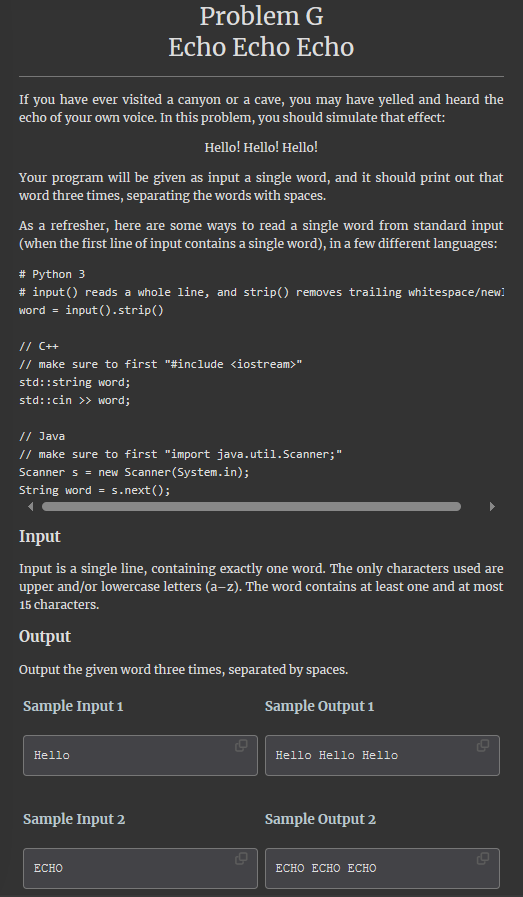 Problem G
Echo Echo Echo
If you have ever visited a canyon or a cave, you may have yelled and heard the
echo of your own voice. In this problem, you should simulate that effect:
Hello! Hello! Hello!
Your program will be given as input a single word, and it should print out that
word three times, separating the words with spaces.
As a refresher, here are some ways to read a single word from standard input
(when the first line of input contains a single word), in a few different languages:
# Python 3
# input() reads a whole line, and strip() removes trailing whitespace/newl
word = input().strip()
// C++
// make sure to first "#include <iostream>"
std::string word;
std::cin >> word;
// Java
// make sure to first "import java.util.Scanner;"
Scanner s = new Scanner(System.in);
String word = s.next();
Input
Input is a single line, containing exactly one word. The only characters used are
upper and/or lowercase letters (a–z). The word contains at least one and at most
15 characters.
Output
Output the given word three times, separated by spaces.
Sample Input 1
Sample Output 1
Hello
Hello Hello Hello
Sample Input 2
Sample Output 2
ECHO
ECHO ECHO ECHO